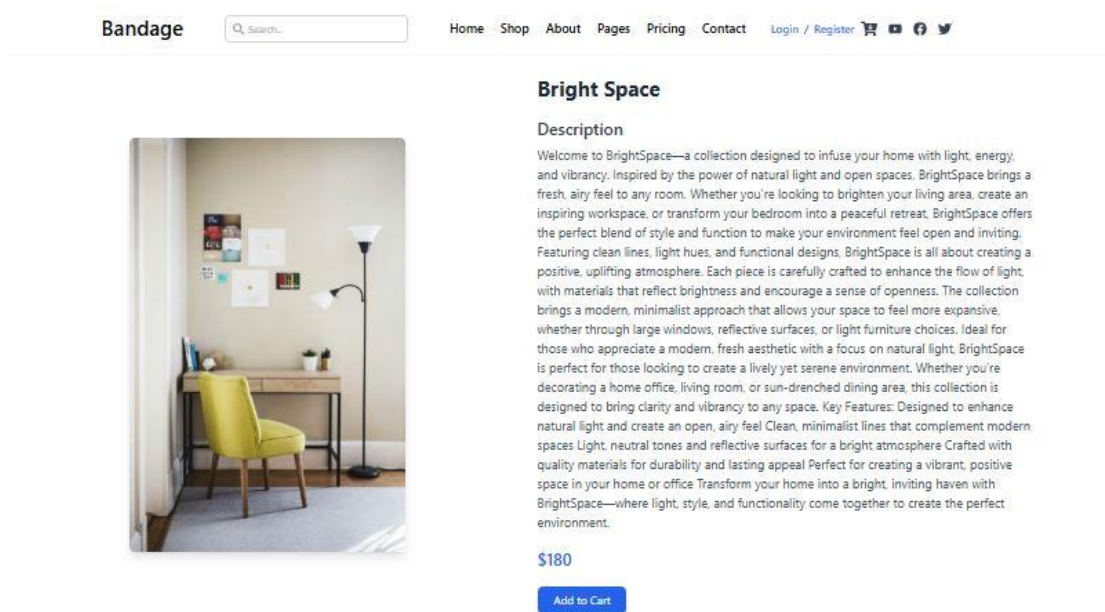 Bandage
Search...
Home Shop About Pages Pricing Contact Login / Register
Bright Space
Description
Welcome to BrightSpace—a collection designed to infuse your home with light, energy,
and vibrancy. Inspired by the power of natural light and open spaces, BrightSpace brings a
fresh, airy feel to any room. Whether you're looking to brighten your living area, create an
inspiring workspace, or transform your bedroom into a peaceful retreat, BrightSpace offers
the perfect blend of style and function to make your environment feel open and inviting.
Featuring clean lines, light hues, and functional designs, BrightSpace is all about creating a
positive, uplifting atmosphere. Each piece is carefully crafted to enhance the flow of light,
with materials that reflect brightness and encourage a sense of openness. The collection
brings a modern, minimalist approach that allows your space to feel more expansive,
whether through large windows, reflective surfaces, or light furniture choices. Ideal for
those who appreciate a modern, fresh aesthetic with a focus on natural light, BrightSpace
is perfect for those looking to create a lively yet serene environment. Whether you're
decorating a home office, living room, or sun-drenched dining area, this collection is
designed to bring clarity and vibrancy to any space. Key Features: Designed to enhance
natural light and create an open, airy feel Clean, minimalist lines that complement modern
spaces Light, neutral tones and reflective surfaces for a bright atmosphere Crafted with
quality materials for durability and lasting appeal Perfect for creating a vibrant, positive
space in your home or office Transform your home into a bright, inviting haven with
BrightSpace—where light, style, and functionality come together to create the perfect
environment.
$180
Add to Cart